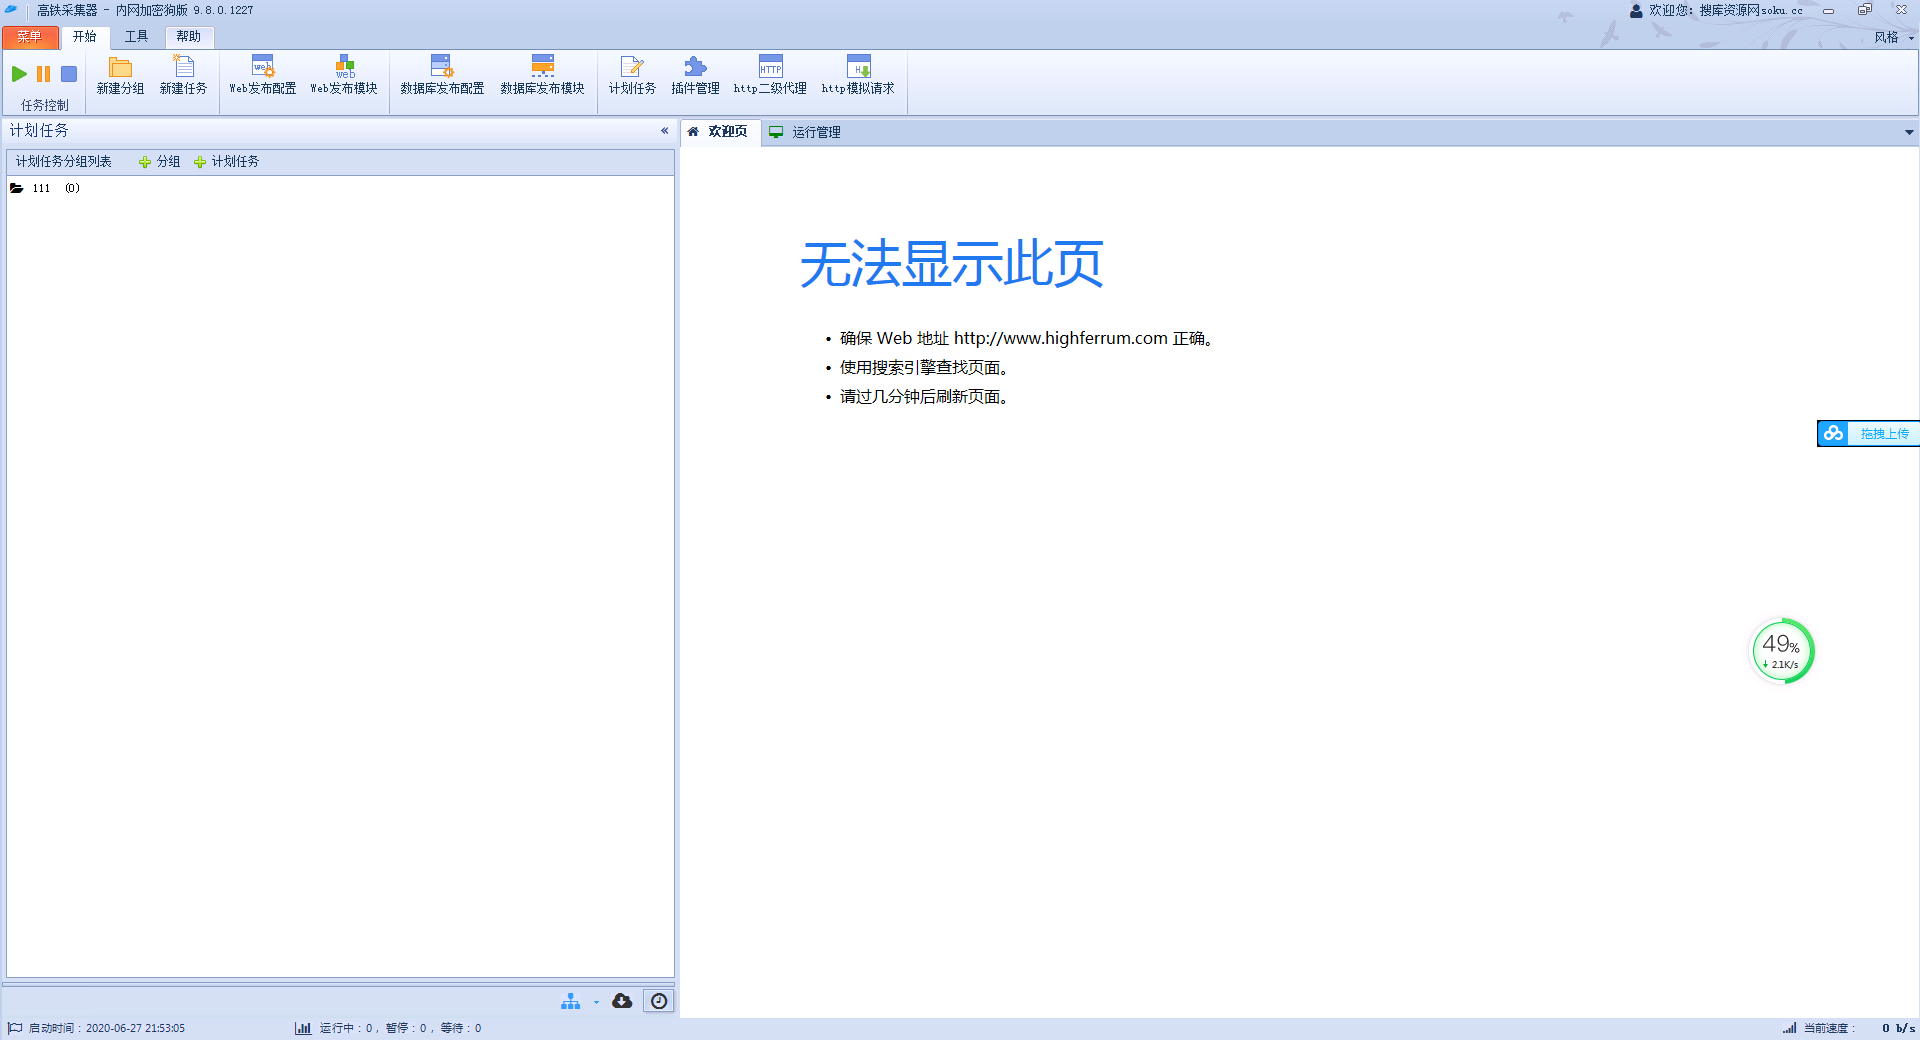 高铁采集器 - 内网加密狗版 9.8.0.1227
欢迎您：搜库资源网soku.cc
菜单 开始 工具 帮助
风格
新建分组 新建任务 Web发布配置 Web发布模块 数据库发布配置 数据库发布模块 计划任务 插件管理 http二级代理 http模拟请求
任务控制
计划任务 «
欢迎页 运行管理
计划任务分组列表 分组 计划任务
111 (0)
无法显示此页
• 确保 Web 地址 http://www.highferrum.com 正确。
• 使用搜索引擎查找页面。
• 请过几分钟后刷新页面。
拖拽上传
49%
↓ 2.1K/s
启动时间：2020-06-27 21:53:05
运行中：0， 暂停：0， 等待：0
当前速度： 0 b/s
web
web
HTTP
H